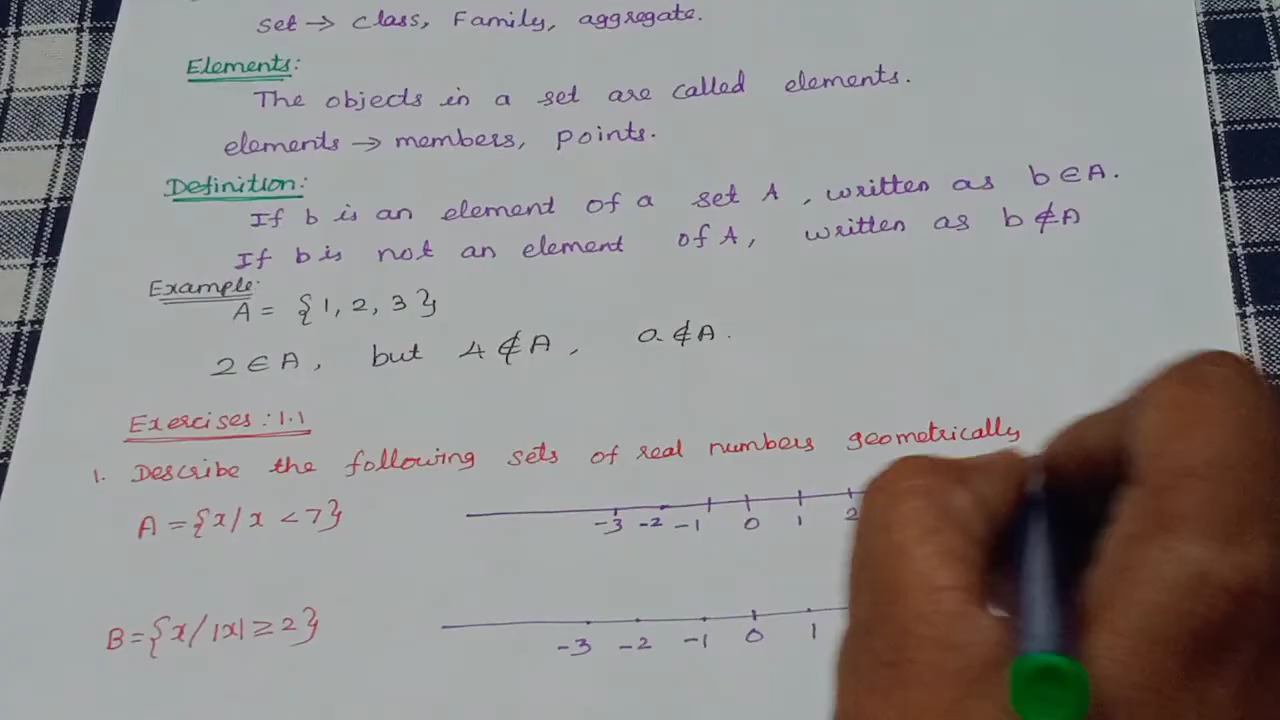 set → class, Family, aggregate.
Elements:
The objects in a set are called elements.
elements → members, points.
Definition:
If b is an element of a set A, written as b∈A.
If b is not an element of A, written as b∉A
Example:
A = {1, 2, 3}
2 ∈ A, but 4 ∉ A, 0 ∉ A.
Exercises: 1.1
1. Describe the following sets of real numbers geometrically
A = {x/x < 7}
-3 -2 -1 0 1 2
B = {x/|x| ≥ 2}
-3 -2 -1 0 1